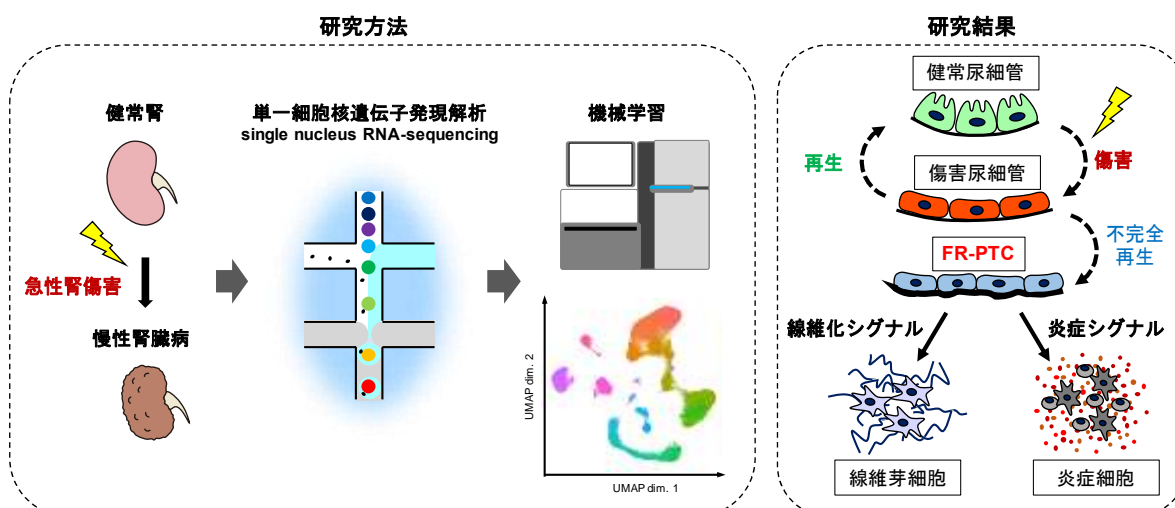 研究方法
健常腎
急性腎傷害
慢性腎臓病
単一細胞核遺伝子発現解析
single nucleus RNA-sequencing
機械学習
UMAP dim. 2
UMAP dim. 1
研究結果
健常尿細管
再生
傷害
傷害尿細管
不完全
再生
FR-PTC
線維化シグナル
炎症シグナル
線維芽細胞
炎症細胞